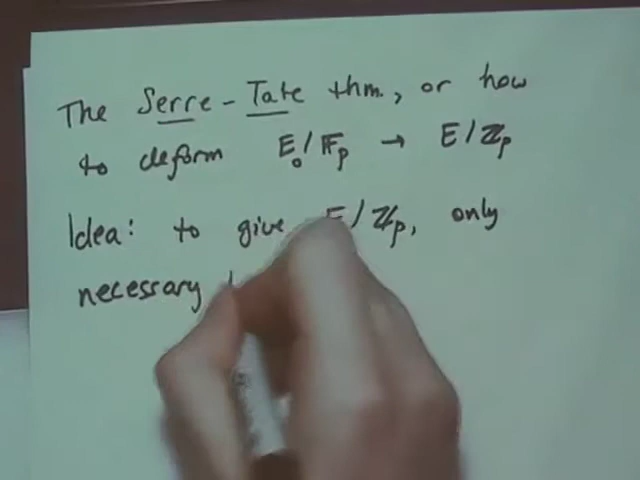 The Serre-Tate thm., or how
to deform E₀/𝔽p → E/ℤp
Idea: to give E/ℤp, only
necessary